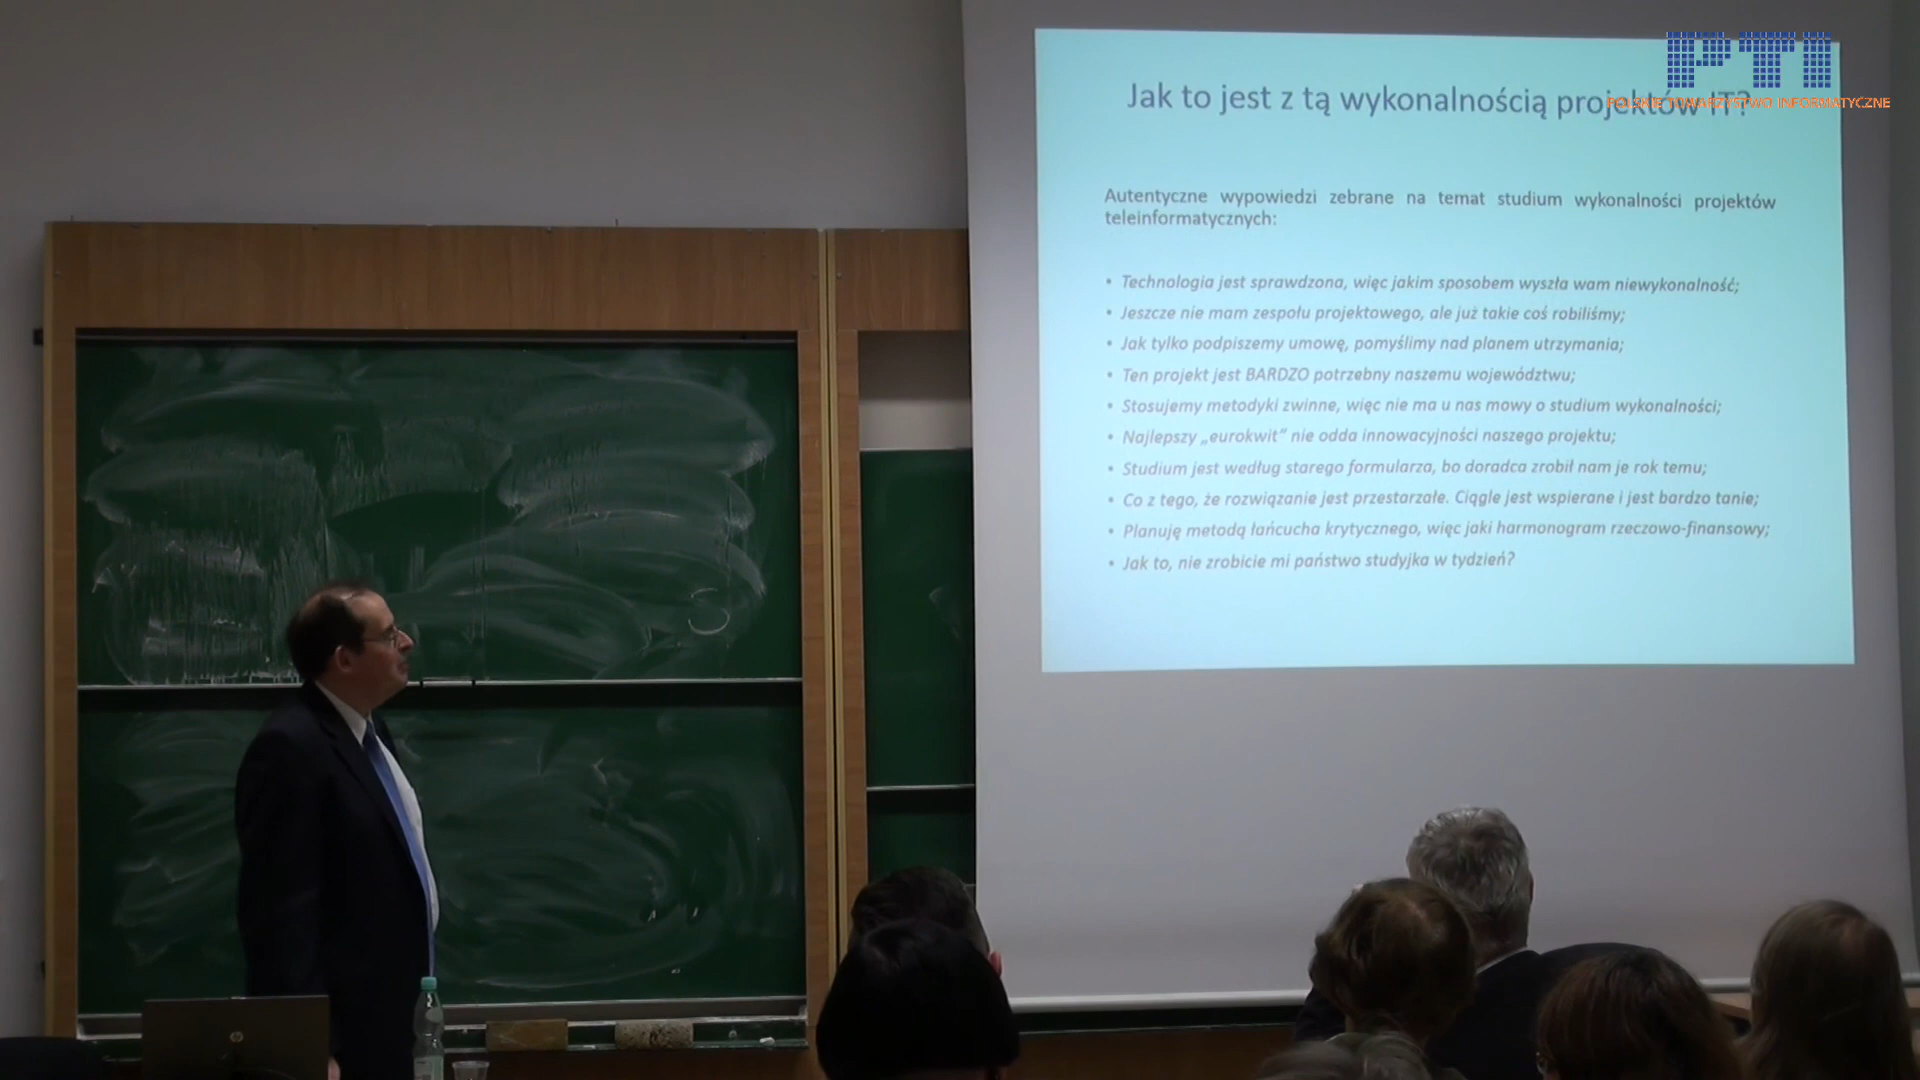 PTI
POLSKIE TOWARZYSTWO INFORMATYCZNE
Jak to jest z tą wykonalnością projektów IT?
Autentyczne wypowiedzi zebrane na temat studium wykonalności projektów
teleinformatycznych:
• Technologia jest sprawdzona, więc jakim sposobem wyszła wam niewykonalność;
• Jeszcze nie mam zespołu projektowego, ale już takie coś robiliśmy;
• Jak tylko podpiszemy umowę, pomyślimy nad planem utrzymania;
• Ten projekt jest BARDZO potrzebny naszemu województwu;
• Stosujemy metodyki zwinne, więc nie ma u nas mowy o studium wykonalności;
• Najlepszy „eurokwit” nie odda innowacyjności naszego projektu;
• Studium jest według starego formularza, bo doradca zrobił nam je rok temu;
• Co z tego, że rozwiązanie jest przestarzałe. Ciągle jest wspierane i jest bardzo tanie;
• Planuję metodą łańcucha krytycznego, więc jaki harmonogram rzeczowo-finansowy;
• Jak to, nie zrobicie mi państwo studyjka w tydzień?
hp